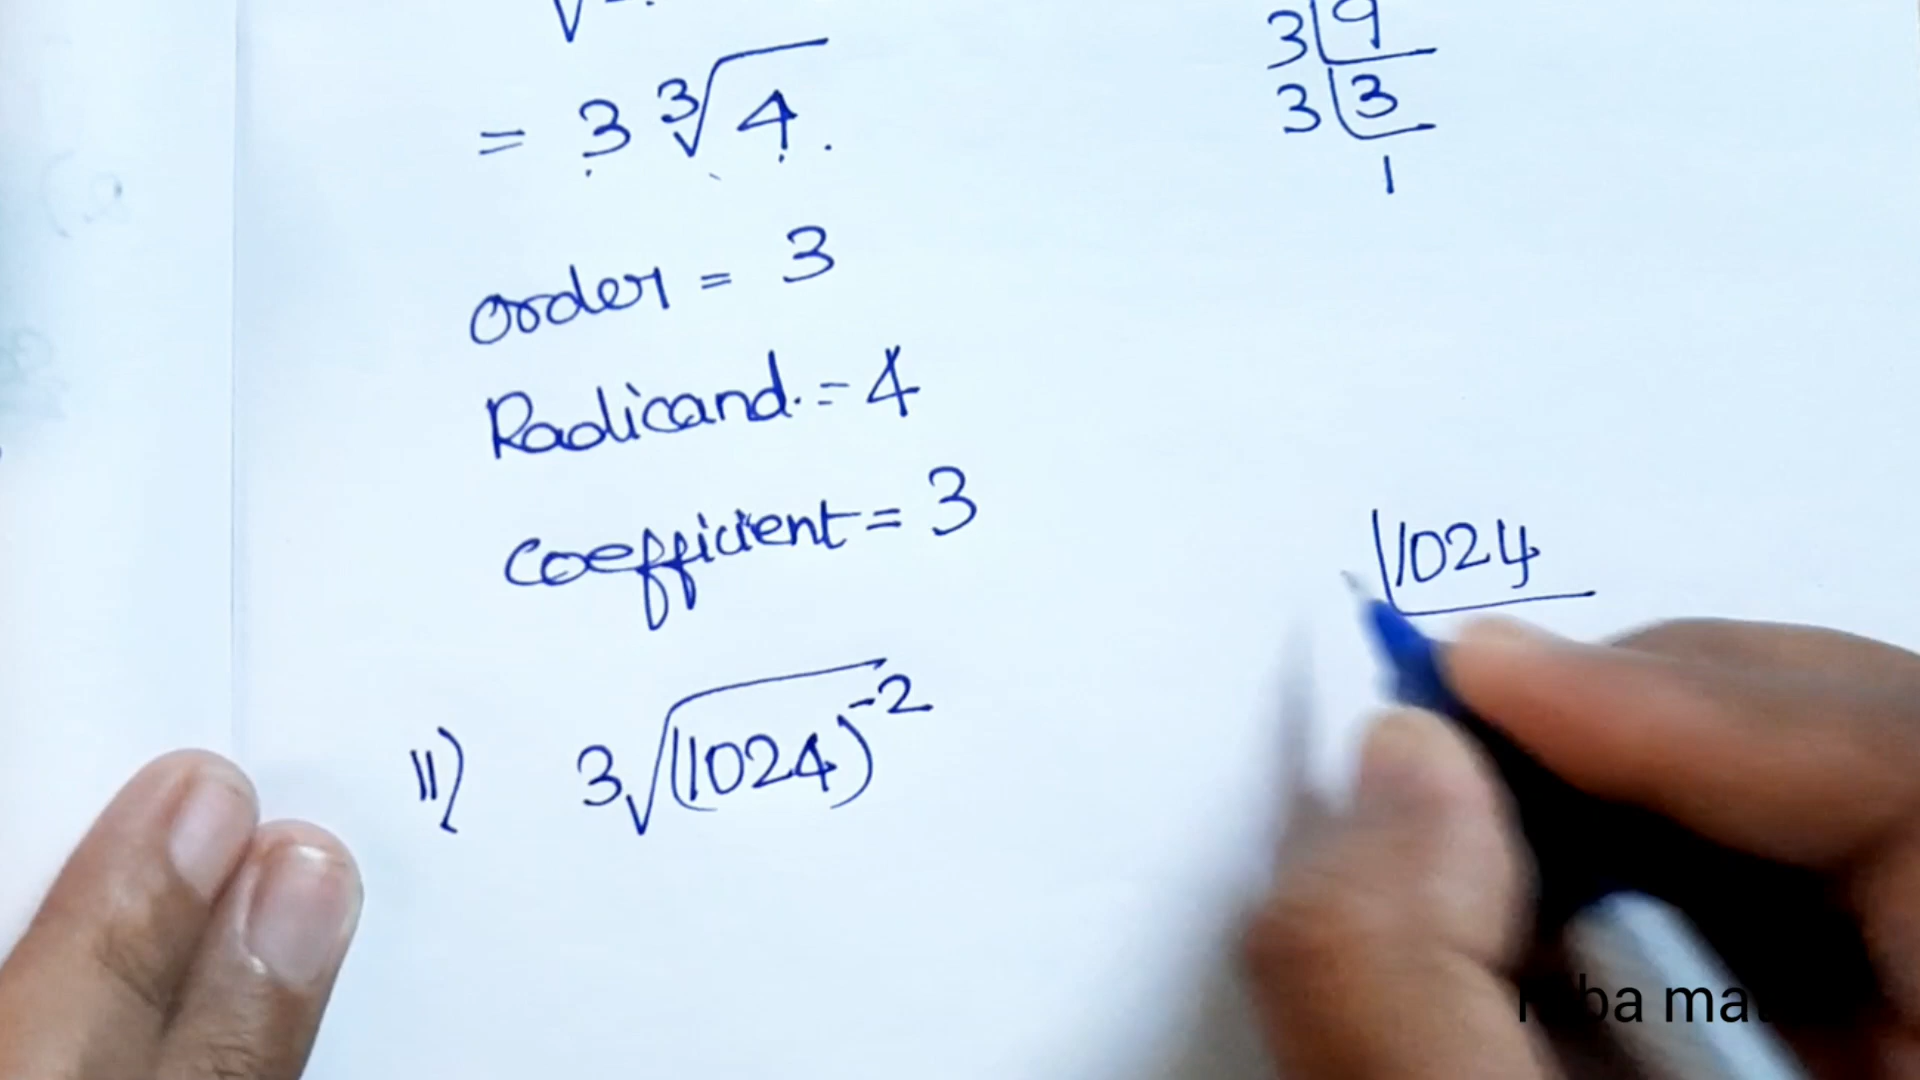 = 3 ∛4.
order = 3
Radicand. = 4
coefficient = 3
II) 3√(1024)⁻²
3 9
3 3
1
1024